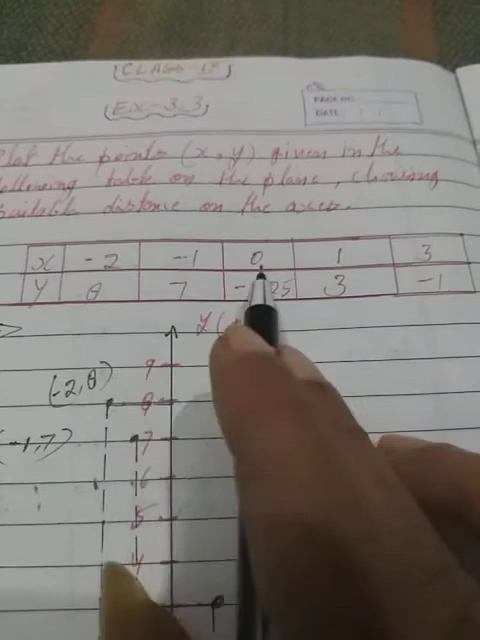 CLASS-IX
EX-3.3
PAGE NO
DATE
Plot the points (x, y) given in the
following table on the plane, choosing
suitable distance on the axes.
x -2 -1 0 1 3
y 8 7 3 -1
y
9
(-2, 8)
8
(-1, 7) 7
6
5
4